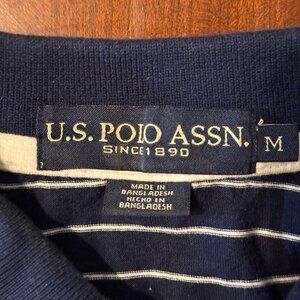 U.S. POLO ASSN.
SINCE 1890
M
MADE IN
BANGLADESH
HECHO EN
BANGLADESH